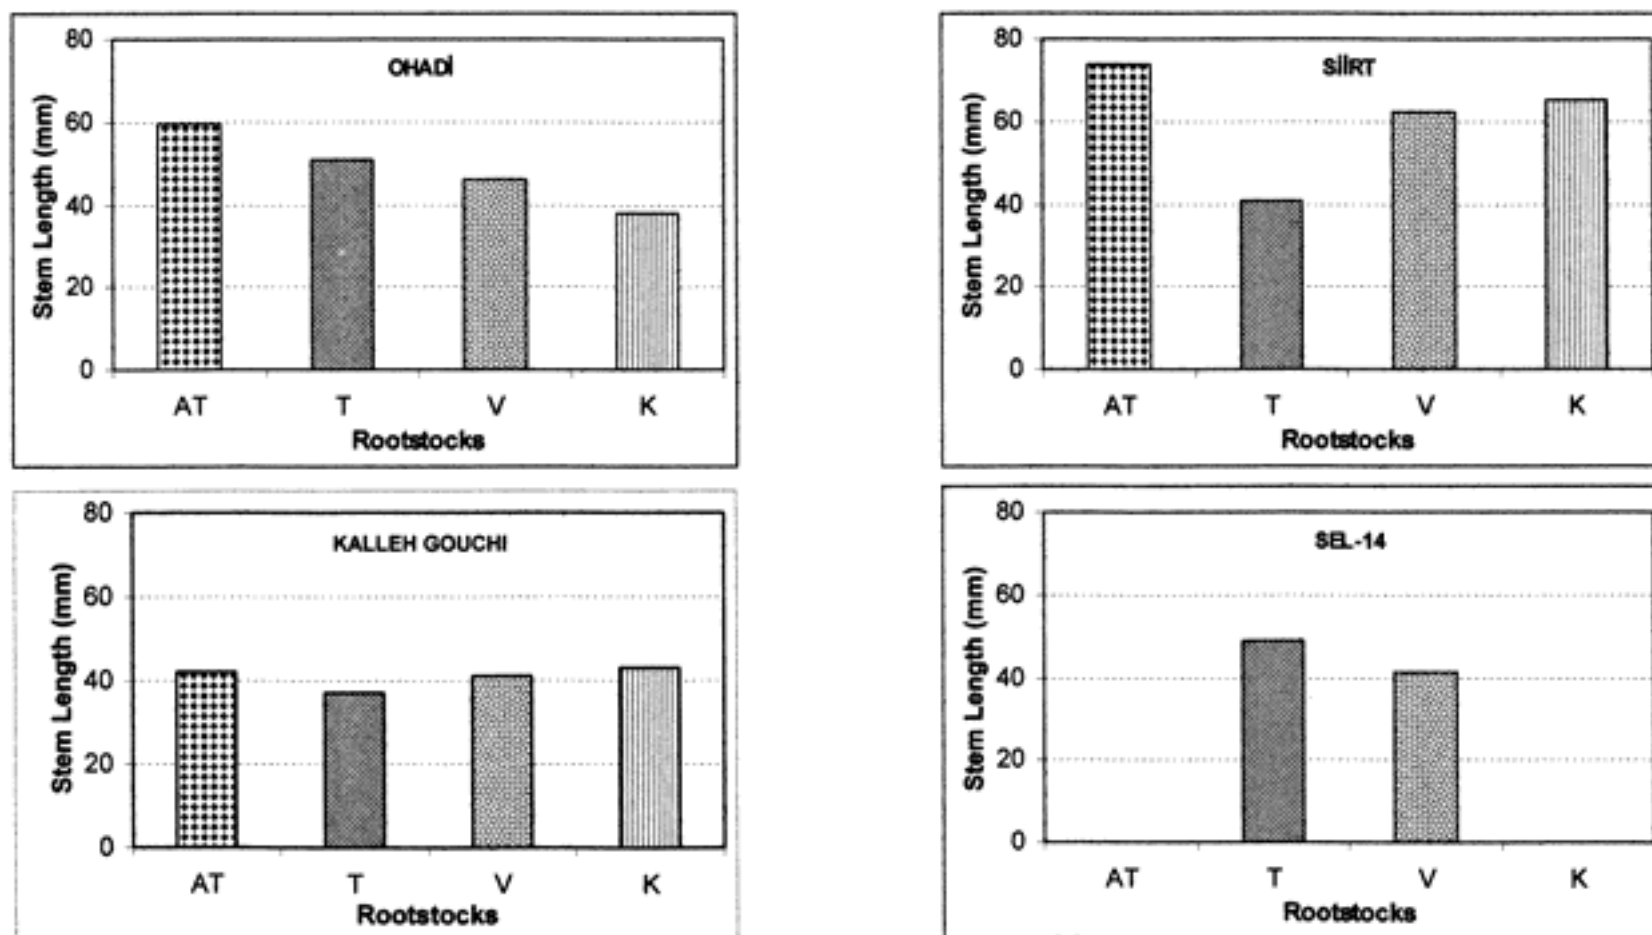 OHADİ
Stem Length (mm)
80
60
40
20
0
AT T V K
Rootstocks
SİİRT
Stem Length (mm)
80
60
40
20
0
AT T V K
Rootstocks
KALLEH GOUCHI
Stem Length (mm)
80
60
40
20
0
AT T V K
Rootstocks
SEL-14
Stem Length (mm)
80
60
40
20
0
AT T V K
Rootstocks